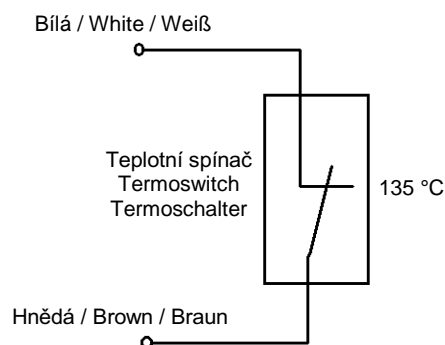 Bílá / White / Weiß
Teplotní spínač
Termoswitch
Termoschalter
135 °C
Hnědá / Brown / Braun